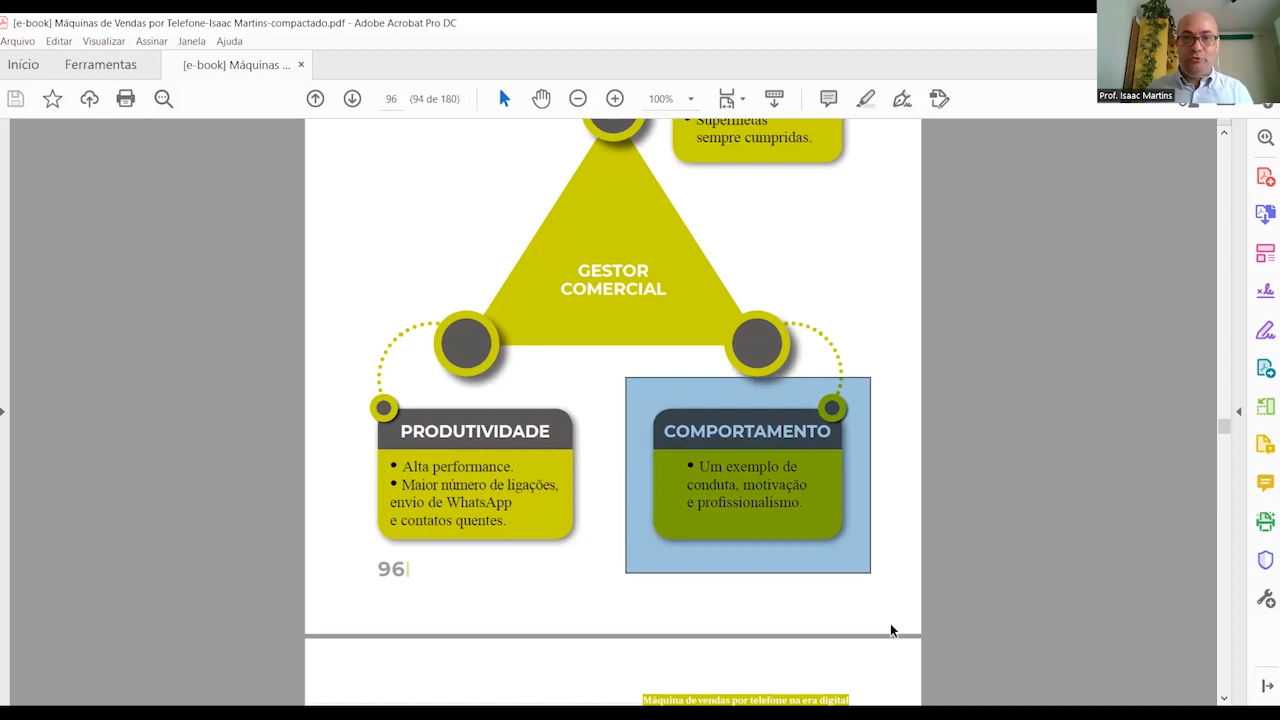 [e-book] Máquinas de Vendas por Telefone-Isaac Martins-compactado.pdf - Adobe Acrobat Pro DC
Arquivo Editar Visualizar Assinar Janela Ajuda
Início Ferramentas [e-book] Máquinas ... ×
96 (94 de 180) 100%
Prof. Isaac Martins
• Supermetas
sempre cumpridas.
GESTOR
COMERCIAL
PRODUTIVIDADE
• Alta performance.
• Maior número de ligações,
envio de WhatsApp
e contatos quentes.
COMPORTAMENTO
• Um exemplo de
conduta, motivação
e profissionalismo.
96|
Máquina de vendas por telefone na era digital